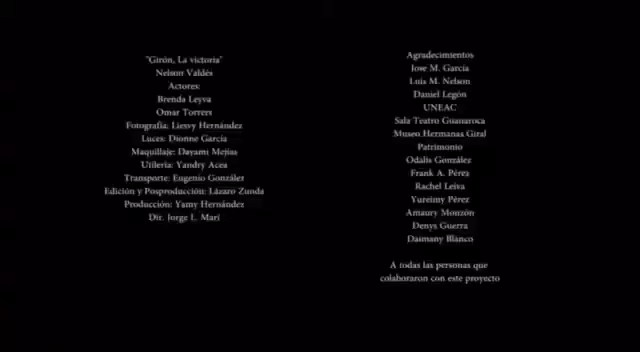 "Girón, La victoria"
Nelson Valdés
Actores:
Brenda Leyva
Omar Torrers
Fotografía: Liesvy Hernández
Luces: Dionne García
Maquillaje: Dayami Mejías
Utilería: Yandry Acea
Transporte: Eugenio González
Edición y Posproducción: Lázaro Zunda
Producción: Yamy Hernández
Dir. Jorge L. Marí
Agradecimientos
Jose M. García
Luis M. Nelson
Daniel Legón
UNEAC
Sala Teatro Guanaroca
Museo Hermanas Giral
Patrimonio
Odalis González
Frank A. Pérez
Rachel Leiva
Yureimy Pérez
Amaury Monzón
Denys Guerra
Daimany Blanco
A todas las personas que
colaboraron con este proyecto